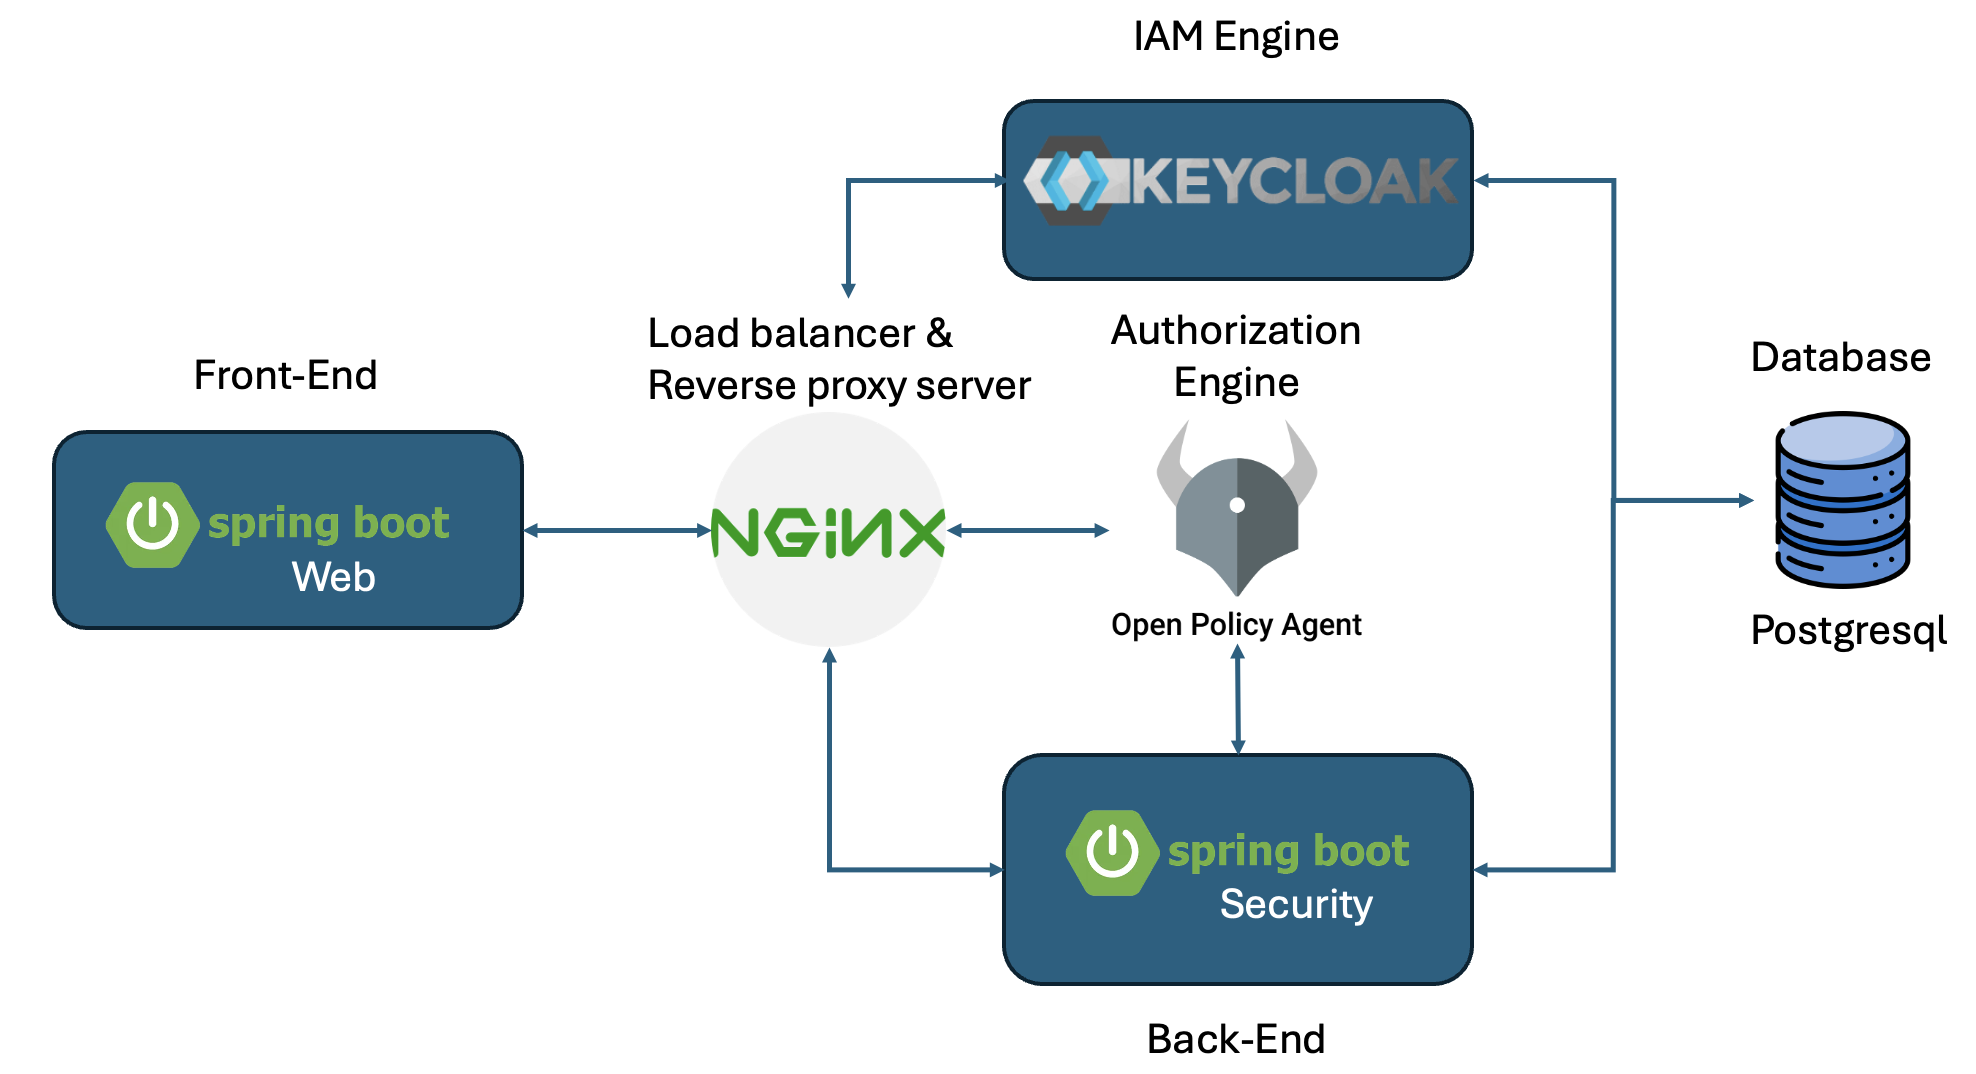 IAM Engine
KEYCLOAK
Load balancer &
Reverse proxy server
Authorization
Engine
Front-End
Database
spring boot
Web
NGINX
Open Policy Agent
Postgresql
spring boot
Security
Back-End